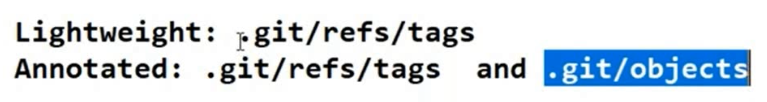 Lightweight: .git/refs/tags
Annotated: .git/refs/tags and .git/objects